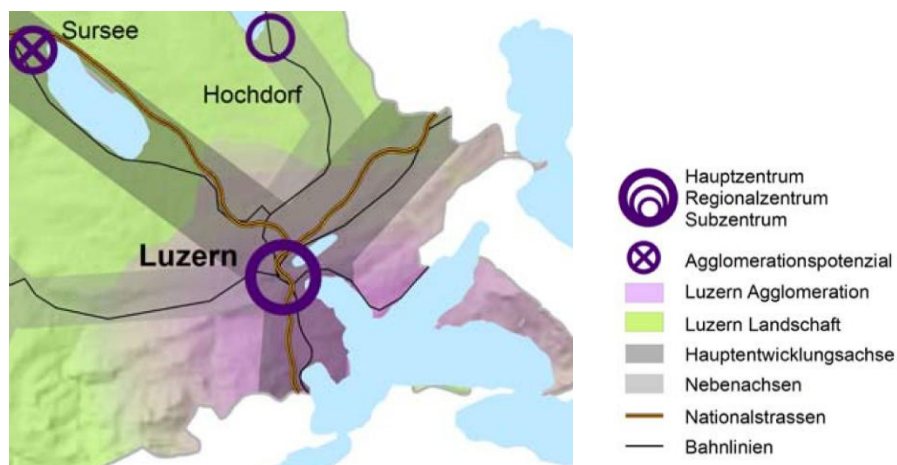 Sursee
Hochdorf
Luzern
Hauptzentrum
Regionalzentrum
Subzentrum
Agglomerationspotenzial
Luzern Agglomeration
Luzern Landschaft
Hauptentwicklungsachse
Nebenachsen
Nationalstrassen
Bahnlinien